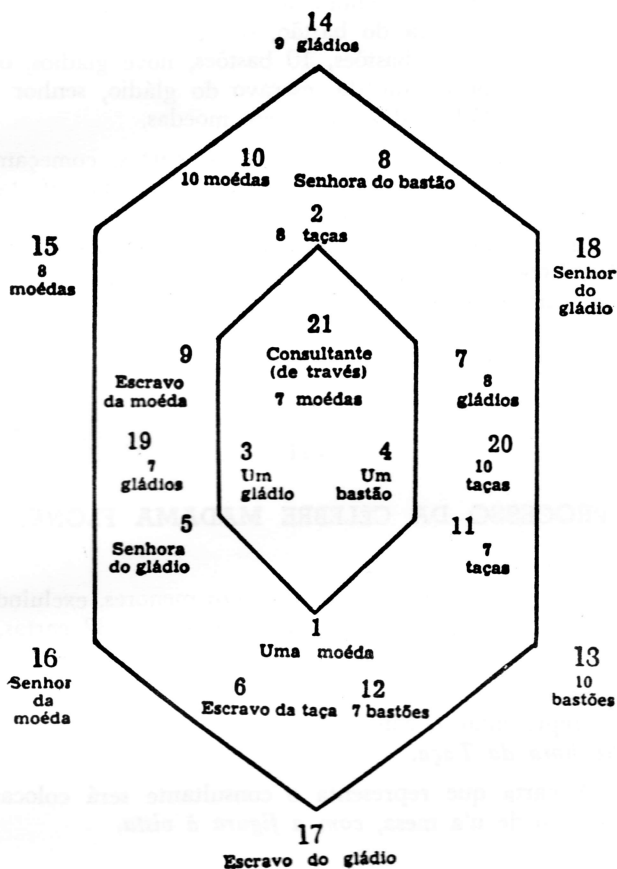 14
9 gládios
10
10 moédas
8
Senhora do bastão
2
8 taças
15
8
moédas
18
Senhor
do
gládio
21
Consultante
(de través)
7 moédas
9
Escravo
da moéda
7
8
gládios
19
7
gládios
3
Um
gládio
4
Um
bastão
20
10
taças
5
Senhora
do gládio
11
7
taças
1
Uma moéda
16
Senhor
da
moéda
6
Escravo da taça
12
7 bastões
13
10
bastões
17
Escravo do gládio